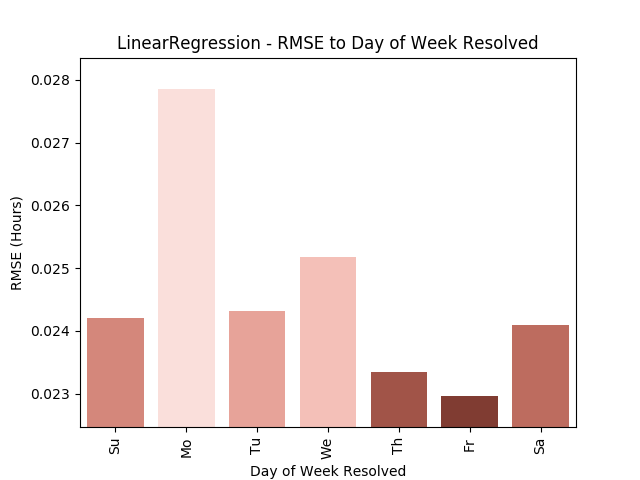 LinearRegression - RMSE to Day of Week Resolved
0.028
0.027
0.026
0.025
0.024
0.023
RMSE (Hours)
Su
Mo
Tu
We
Th
Fr
Sa
Day of Week Resolved